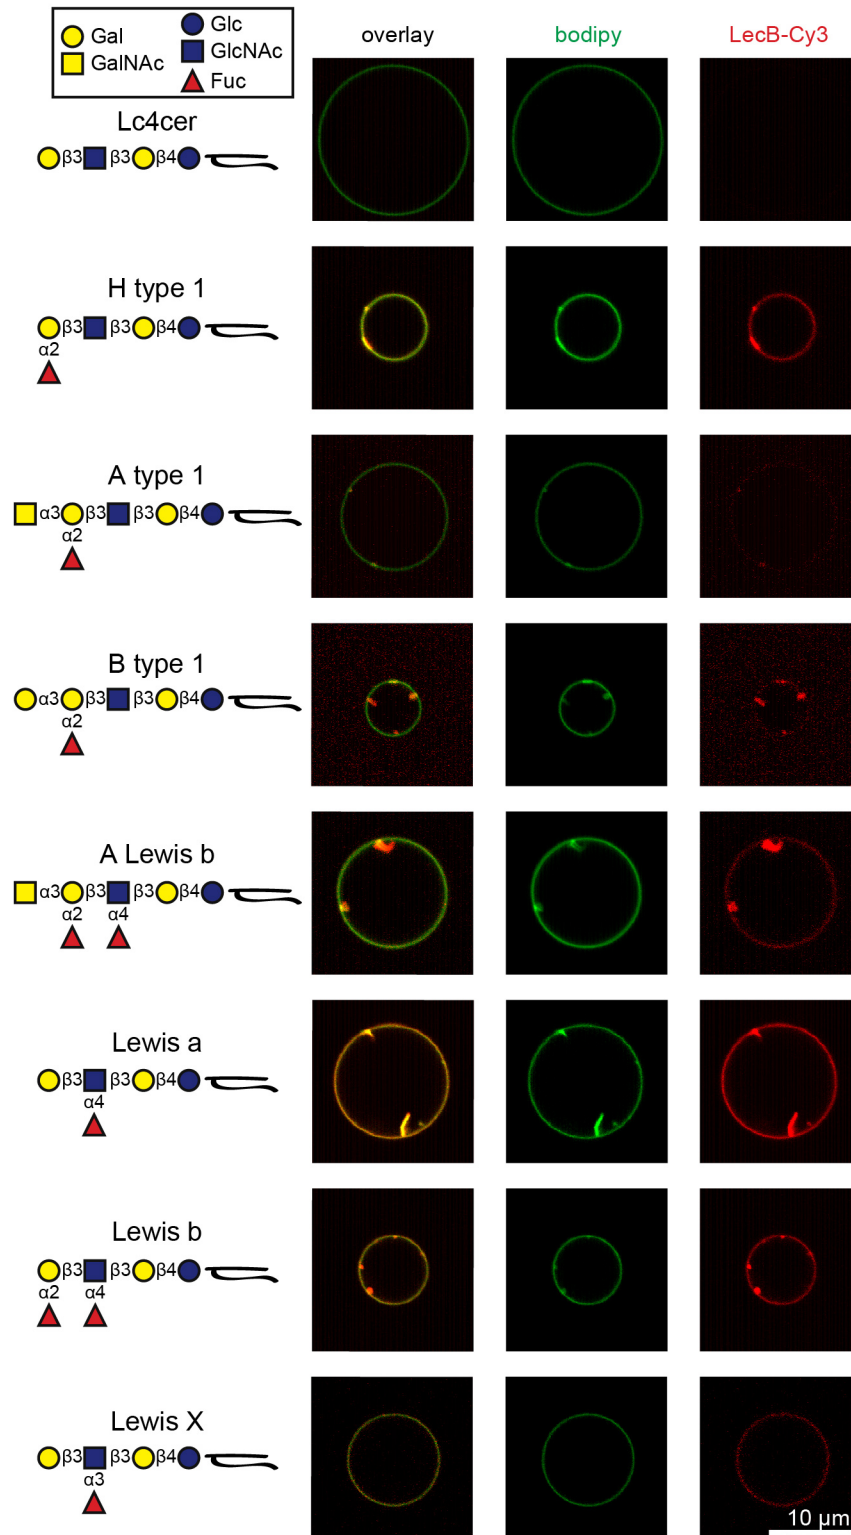 Gal
GalNAc
Glc
GlcNAc
Fuc
overlay
bodipy
LecB-Cy3
Lc4cer
β3 β3 β4
H type 1
β3 β3 β4
α2
A type 1
α3 β3 β3 β4
α2
B type 1
α3 β3 β3 β4
α2
A Lewis b
α3 β3 β3 β4
α2 α4
Lewis a
β3 β3 β4
α4
Lewis b
β3 β3 β4
α2 α4
Lewis X
β3 β3 β4
α3
10 µm